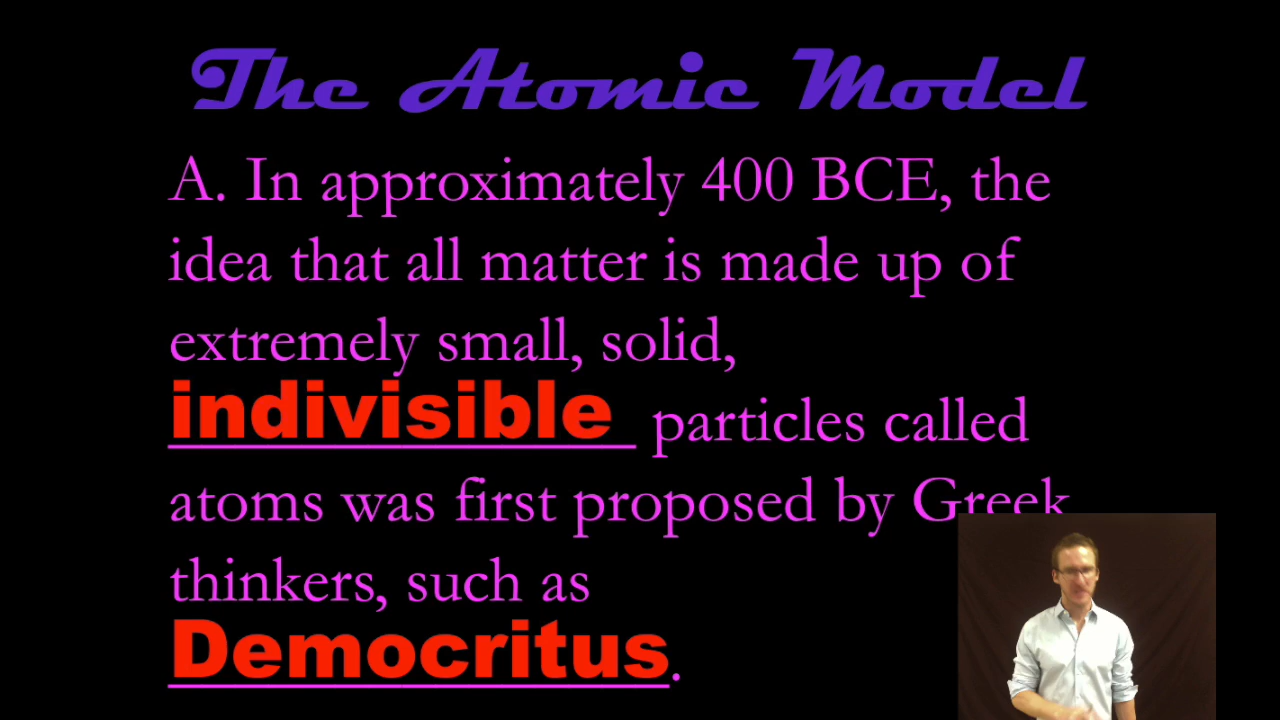 The Atomic Model
A. In approximately 400 BCE, the
idea that all matter is made up of
extremely small, solid,
indivisible particles called
atoms was first proposed by Greek
thinkers, such as
Democritus.